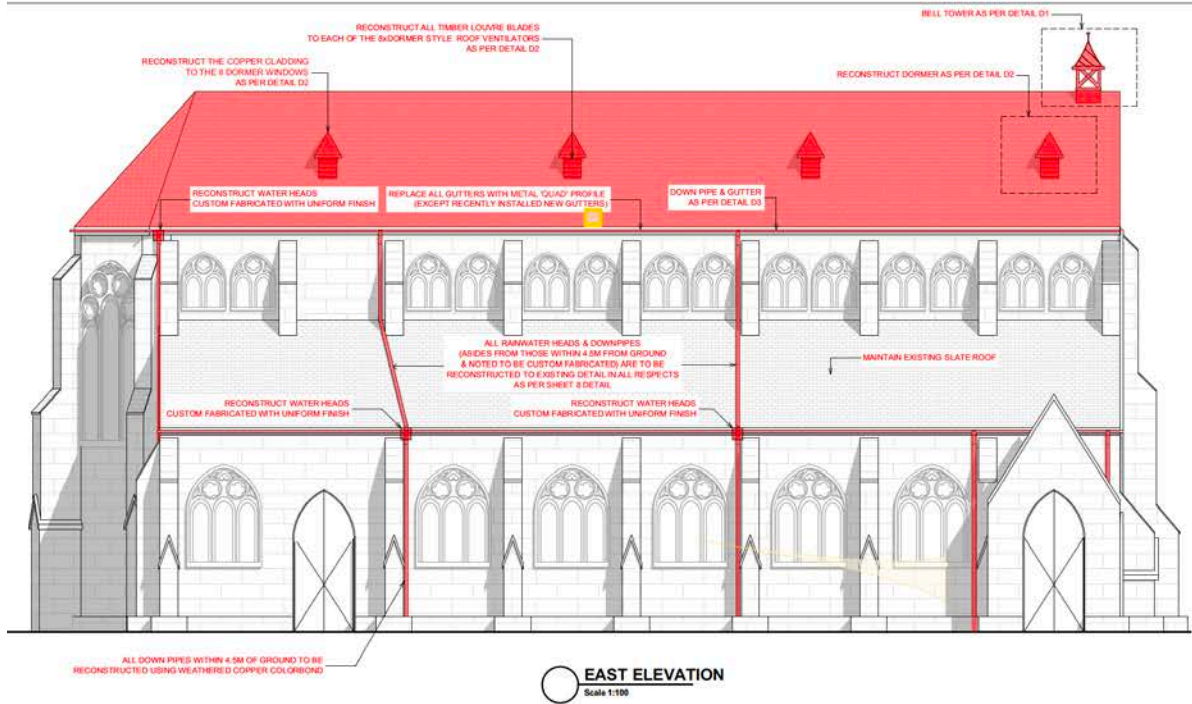 BELL TOWER AS PER DETAIL D1
RECONSTRUCT ALL TIMBER LOUVRE BLADES
TO EACH OF THE 8xDORMER STYLE ROOF VENTILATORS
AS PER DETAIL D2
RECONSTRUCT THE COPPER CLADDING
TO THE 8 DORMER WINDOWS
AS PER DETAIL D2
RECONSTRUCT DORMER AS PER DETAIL D2
RECONSTRUCT WATER HEADS
CUSTOM FABRICATED WITH UNIFORM FINISH
REPLACE ALL GUTTERS WITH METAL 'QUAD' PROFILE
(EXCEPT RECENTLY INSTALLED NEW GUTTERS)
DOWN PIPE & GUTTER
AS PER DETAIL D3
ALL RAINWATER HEADS & DOWNPIPES
(ASIDES FROM THOSE WITHIN 4.5M FROM GROUND
& NOTED TO BE CUSTOM FABRICATED) ARE TO BE
RECONSTRUCTED TO EXISTING DETAIL IN ALL RESPECTS
AS PER SHEET 8 DETAIL
MAINTAIN EXISTING SLATE ROOF
RECONSTRUCT WATER HEADS
CUSTOM FABRICATED WITH UNIFORM FINISH
RECONSTRUCT WATER HEADS
CUSTOM FABRICATED WITH UNIFORM FINISH
ALL DOWN PIPES WITHIN 4.5M OF GROUND TO BE
RECONSTRUCTED USING WEATHERED COPPER COLORBOND
EAST ELEVATION
Scale 1:100